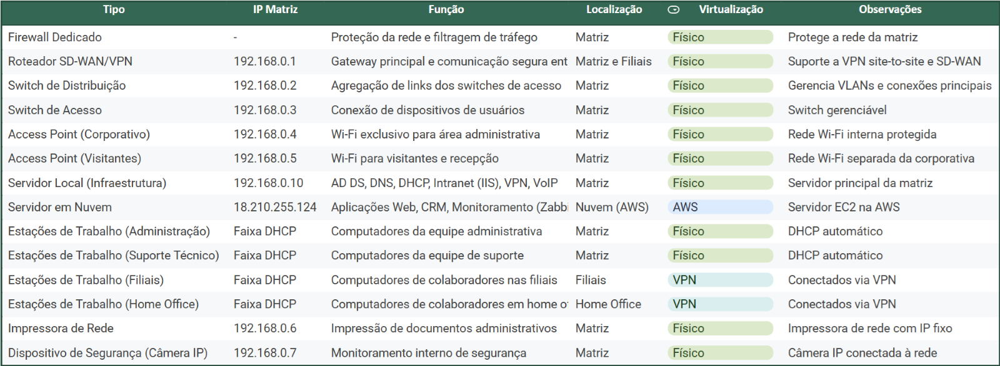 Tipo IP Matriz Função Localização Virtualização Observações
Firewall Dedicado - Proteção da rede e filtragem de tráfego Matriz Físico Protege a rede da matriz
Roteador SD-WAN/VPN 192.168.0.1 Gateway principal e comunicação segura ent Matriz e Filiais Físico Suporte a VPN site-to-site e SD-WAN
Switch de Distribuição 192.168.0.2 Agregação de links dos switches de acesso Matriz Físico Gerencia VLANs e conexões principais
Switch de Acesso 192.168.0.3 Conexão de dispositivos de usuários Matriz Físico Switch gerenciável
Access Point (Corporativo) 192.168.0.4 Wi-Fi exclusivo para área administrativa Matriz Físico Rede Wi-Fi interna protegida
Access Point (Visitantes) 192.168.0.5 Wi-Fi para visitantes e recepção Matriz Físico Rede Wi-Fi separada da corporativa
Servidor Local (Infraestrutura) 192.168.0.10 AD DS, DNS, DHCP, Intranet (IIS), VPN, VoIP Matriz Físico Servidor principal da matriz
Servidor em Nuvem 18.210.255.124 Aplicações Web, CRM, Monitoramento (Zabbi Nuvem (AWS) AWS Servidor EC2 na AWS
Estações de Trabalho (Administração) Faixa DHCP Computadores da equipe administrativa Matriz Físico DHCP automático
Estações de Trabalho (Suporte Técnico) Faixa DHCP Computadores da equipe de suporte Matriz Físico DHCP automático
Estações de Trabalho (Filiais) Faixa DHCP Computadores de colaboradores nas filiais Filiais VPN Conectados via VPN
Estações de Trabalho (Home Office) Faixa DHCP Computadores de colaboradores em home of Home Office VPN Conectados via VPN
Impressora de Rede 192.168.0.6 Impressão de documentos administrativos Matriz Físico Impressora de rede com IP fixo
Dispositivo de Segurança (Câmera IP) 192.168.0.7 Monitoramento interno de segurança Matriz Físico Câmera IP conectada à rede